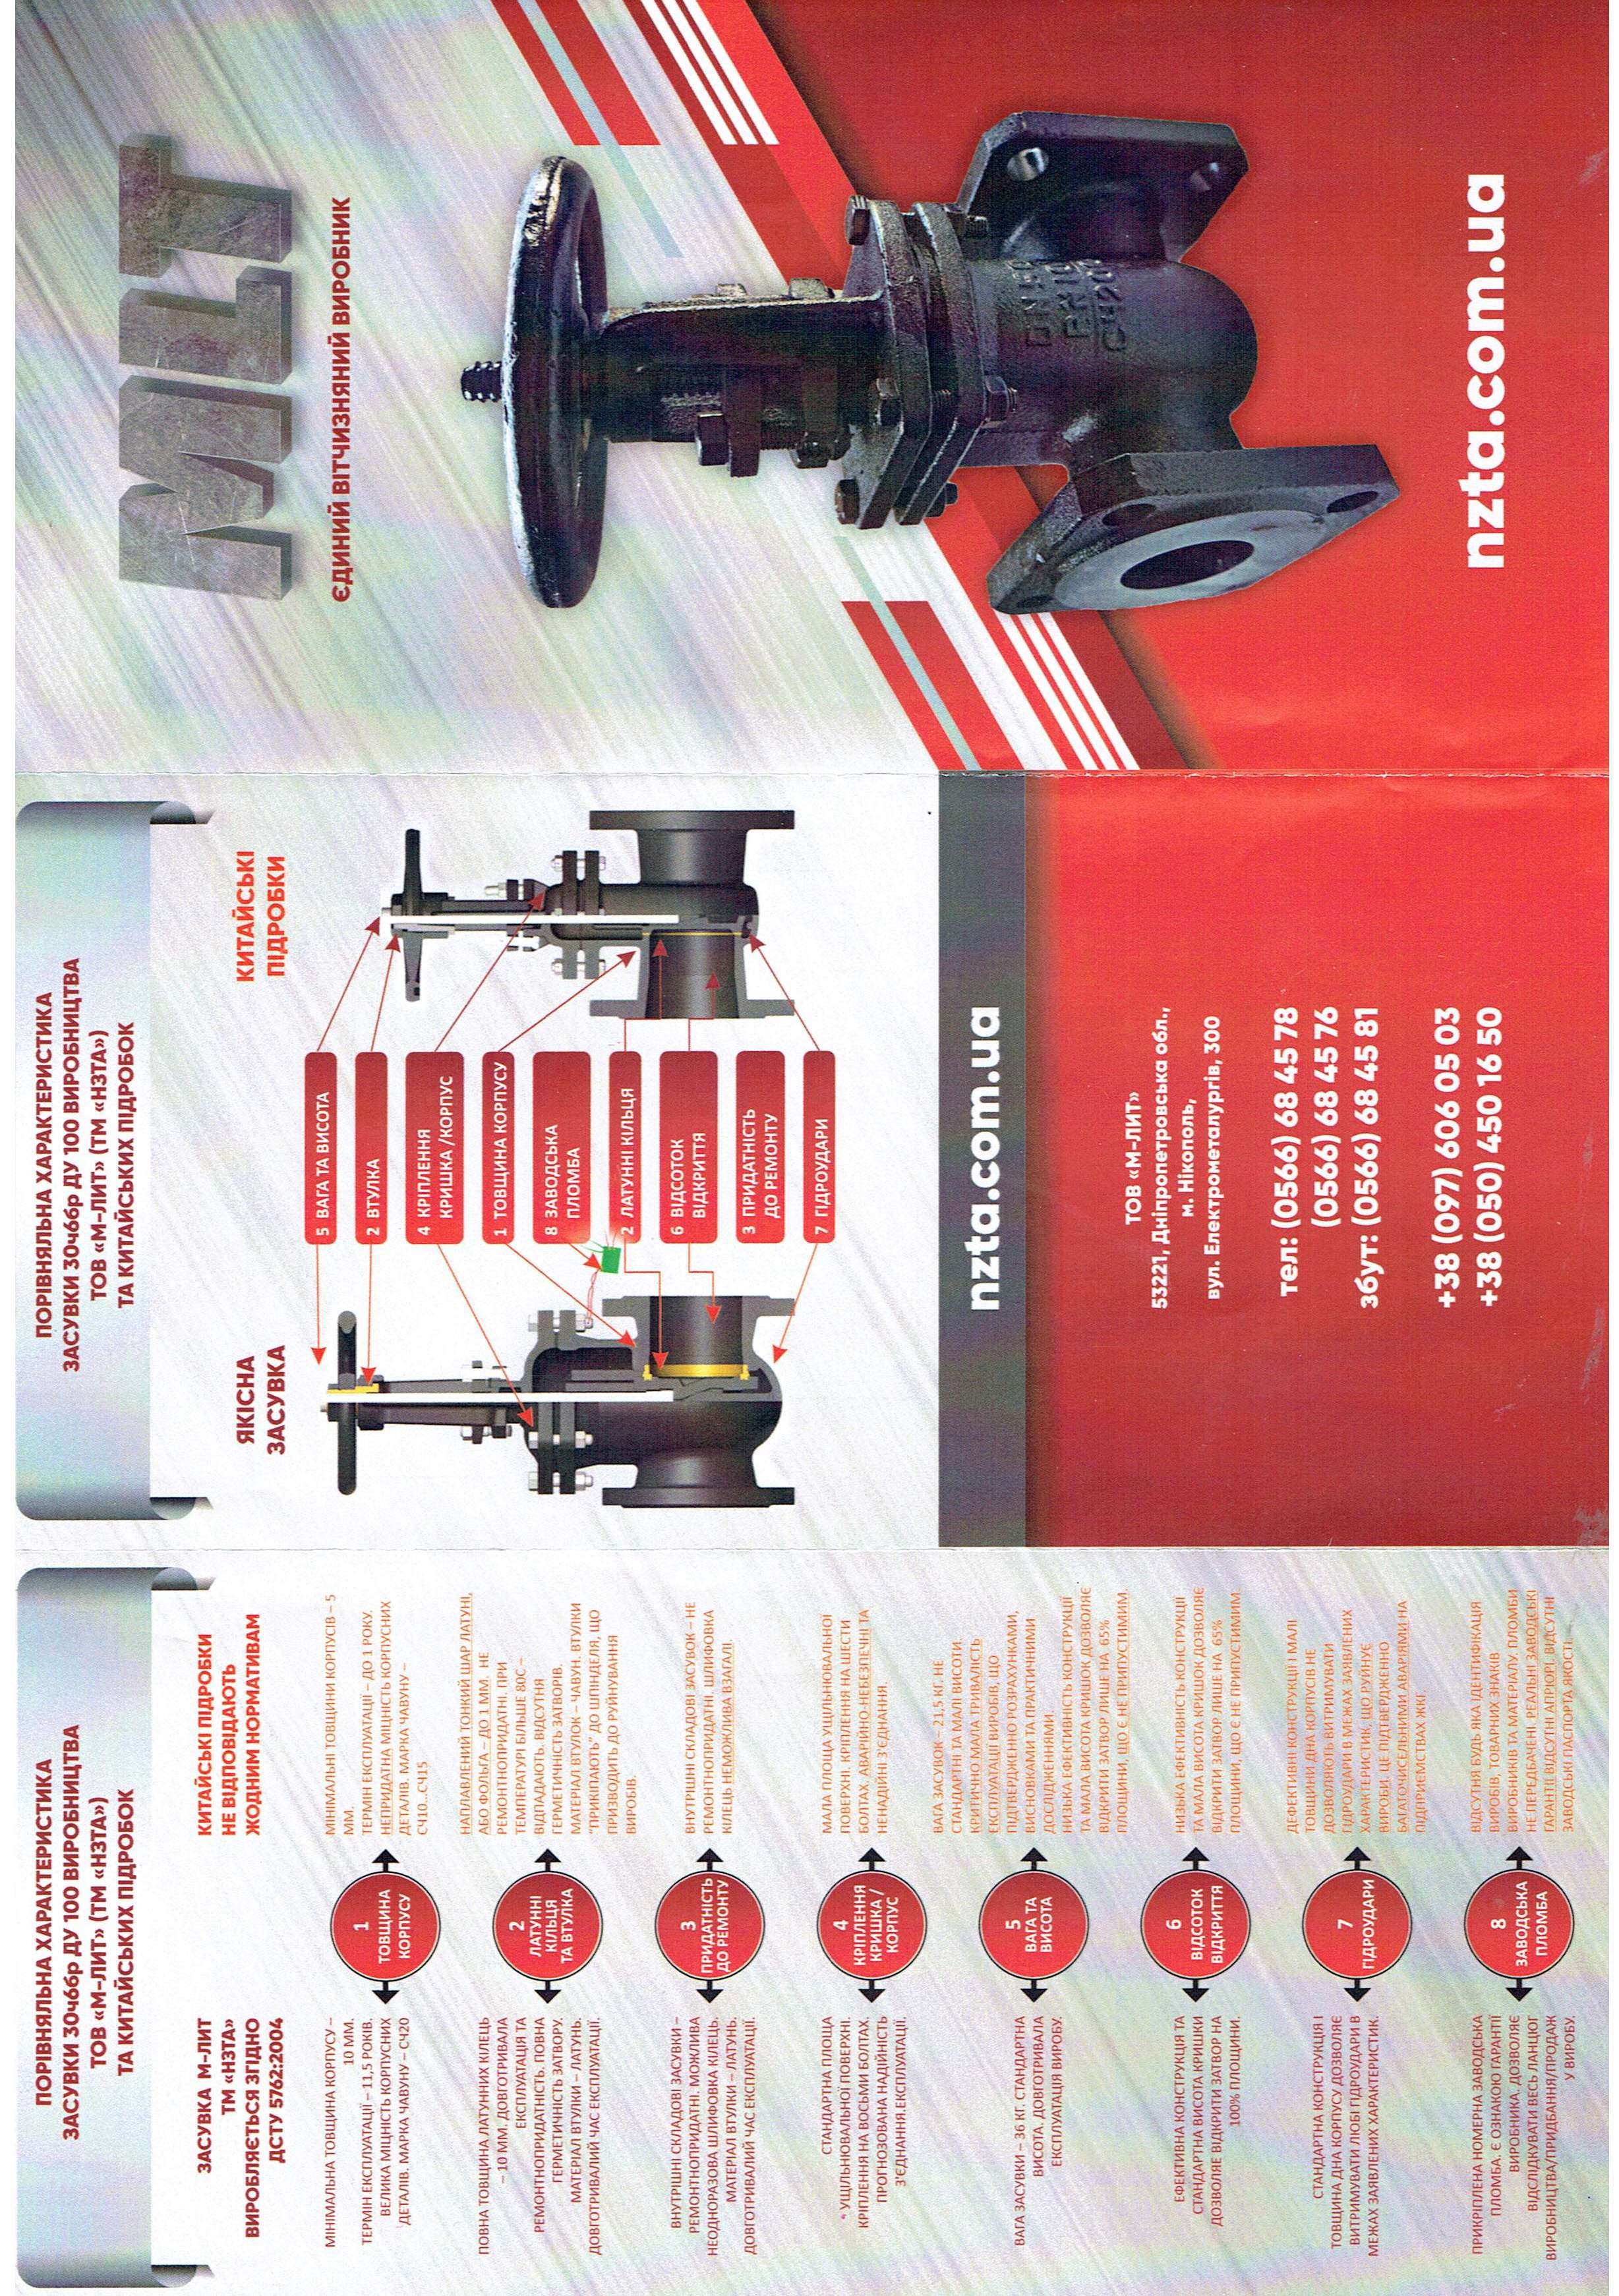 ПОРІВНЯЛЬНА ХАРАКТЕРИСТИКА
ЗАСУВКИ 30ч6бр ДУ 100 ВИРОБНИЦТВА
ТОВ «М-ЛИТ» (ТМ «НЗТА»)
ТА КИТАЙСЬКИХ ПІДРОБОК
ЗАСУВКА М-ЛИТ
ТМ «НЗТА»
ВИРОБЛЯЄТЬСЯ ЗГІДНО
ДСТУ 5762:2004
КИТАЙСЬКІ ПІДРОБКИ
НЕ ВІДПОВІДАЮТЬ
ЖОДНИМ НОРМАТИВАМ
МІНІМАЛЬНА ТОВЩИНА КОРПУСУ –
10 ММ.
ТЕРМІН ЕКСПЛУАТАЦІЇ – 11,5 РОКІВ.
ВЕЛИКА МІЦНІСТЬ КОРПУСНИХ
ДЕТАЛІВ. МАРКА ЧАВУНУ – СЧ20
1
ТОВЩИНА
КОРПУСУ
МІНІМАЛЬНІ ТОВЩИНИ КОРПУСІВ – 5
ММ.
ТЕРМІН ЕКСПЛУАТАЦІЇ – ДО 1 РОКУ.
НЕПРИДАТНА МІЦНІСТЬ КОРПУСНИХ
ДЕТАЛІВ. МАРКА ЧАВУНУ –
СЧ10...СЧ15
ПОВНА ТОВЩИНА ЛАТУННИХ КІЛЕЦЬ
– 10 ММ. ДОВГОТРИВАЛА
ЕКСПЛУАТАЦІЯ ТА
РЕМОНТНОПРИДАТНІСТЬ. ПОВНА
ГЕРМЕТИЧНІСТЬ ЗАТВОРУ.
МАТЕРІАЛ ВТУЛКИ – ЛАТУНЬ.
ДОВГОТРИВАЛИЙ ЧАС ЕКСПЛУАТАЦІЇ.
2
ЛАТУННІ
КІЛЬЦЯ
ТА ВТУЛКА
НАПЛАВЛЕНИЙ ТОНКИЙ ШАР ЛАТУНІ,
АБО ФОЛЬГА – ДО 1 ММ. НЕ
РЕМОНТНОПРИДАТНІ. ПРИ
ТЕМПЕРАТУРІ БІЛЬШЕ 80С –
ВІДПАДАЮТЬ. ВІДСУТНЯ
ГЕРМЕТИЧНІСТЬ ЗАТВОРІВ.
МАТЕРІАЛ ВТУЛОК – ЧАВУН. ВТУЛКИ
"ПРИКІПАЮТЬ" ДО ШПІНДЕЛЯ, ЩО
ПРИЗВОДИТЬ ДО РУЙНУВАННЯ
ВИРОБІВ.
ВНУТРІШНІ СКЛАДОВІ ЗАСУВКИ –
РЕМОНТНОПРИДАТНІ. МОЖЛИВА
НЕОДНОРАЗОВА ШЛИФОВКА КІЛЕЦЬ.
МАТЕРІАЛ ВТУЛКИ – ЛАТУНЬ.
ДОВГОТРИВАЛИЙ ЧАС ЕКСПЛУАТАЦІЇ.
3
ПРИДАТНІСТЬ
ДО РЕМОНТУ
ВНУТРІШНІ СКЛАДОВІ ЗАСУВОК – НЕ
РЕМОНТНОПРИДАТНІ. ШЛИФОВКА
КІЛЕЦЬ НЕМОЖЛИВА ВЗАГАЛІ.
СТАНДАРТНА ПЛОЩА
УЩІЛЬНЮВАЛЬНОЇ ПОВЕРХНІ.
КРІПЛЕННЯ НА ВОСЬМИ БОЛТАХ.
ПРОГНОЗОВАНА НАДІЙНІСТЬ
З'ЄДНАННЯ.ЕКСПЛУАТАЦІЇ.
4
КРІПЛЕННЯ
КРИШКА /
КОРПУС
МАЛА ПЛОЩА УЩІЛЬНЮВАЛЬНОЇ
ПОВЕРХНІ. КРІПЛЕННЯ НА ШЕСТИ
БОЛТАХ. АВАРІЙНО-НЕБЕЗПЕЧНІ ТА
НЕНАДІЙНІ З'ЄДНАННЯ.
ВАГА ЗАСУВКИ – 36 КГ. СТАНДАРТНА
ВИСОТА. ДОВГОТРИВАЛА
ЕКСПЛУАТАЦІЯ ВИРОБУ.
5
ВАГА ТА
ВИСОТА
ВАГА ЗАСУВОК – 21,5 КГ. НЕ
СТАНДАРТНІ ТА МАЛІ ВИСОТИ.
КРИТИЧНО МАЛА ТРИВАЛІСТЬ
ЕКСПЛУАТАЦІЇ ВИРОБІВ, ЩО
ПІДТВЕРДЖЕННО РОЗРАХУНКАМИ,
ВИСНОВКАМИ ТА ПРАКТИЧНИМИ
ДОСЛІДЖЕННЯМИ.
НИЗЬКА ЕФЕКТИВНІСТЬ КОНСТРУКЦІЇ
ТА МАЛА ВИСОТА КРИШОК ДОЗВОЛЯЄ
ВІДКРИТИ ЗАТВОР ЛИШЕ НА 65%
ПЛОЩИНИ, ЩО Є НЕ ПРИПУСТИМИМ.
ЕФЕКТИВНА КОНСТРУКЦІЯ ТА
СТАНДАРТНА ВИСОТА КРИШКИ
ДОЗВОЛЯЄ ВІДКРИТИ ЗАТВОР НА
100% ПЛОЩИНИ.
6
ВІДСОТОК
ВІДКРИТТЯ
НИЗЬКА ЕФЕКТИВНІСТЬ КОНСТРУКЦІЇ
ТА МАЛА ВИСОТА КРИШОК ДОЗВОЛЯЄ
ВІДКРИТИ ЗАТВОР ЛИШЕ НА 65%
ПЛОЩИНИ, ЩО Є НЕ ПРИПУСТИМИМ
СТАНДАРТНА КОНСТРУКЦІЯ І
ТОВЩИНА ДНА КОРПУСУ ДОЗВОЛЯЄ
ВИТРИМУВАТИ ЛЮБІ ГІДРОУДАРИ В
МЕЖАХ ЗАЯВЛЕНИХ ХАРАКТЕРИСТИК.
7
ГІДРОУДАРИ
ДЕФЕКТИВНІ КОНСТРУКЦІЇ І МАЛІ
ТОВЩИНИ ДНА КОРПУСІВ НЕ
ДОЗВОЛЯЮТЬ ВИТРИМУВАТИ
ГІДРОУДАРИ В МЕЖАХ ЗАЯВЛЕНИХ
ХАРАКТЕРИСТИК, ЩО РУЙНУЄ
ВИРОБИ. ЦЕ ПІДТВЕРДЖЕННО
БАГАТОЧИСЕЛЬНИМИ АВАРІЯМИ НА
ПІДПРИЄМСТВАХ ЖКГ
ПРИКРІПЛЕНА НОМЕРНА ЗАВОДСЬКА
ПЛОМБА. Є ОЗНАКОЮ ГАРАНТІЇ
ВИРОБНИКА. ДОЗВОЛЯЄ
ВІДСЛІДКУВАТИ ВЕСЬ ЛАНЦЮГ
ВИРОБНИЦТВА/ПРИДБАННЯ/ПРОДАЖ
У ВИРОБУ.
8
ЗАВОДСЬКА
ПЛОМБА
ВІДСУТНЯ БУДЬ ЯКА ІДЕНТИФІКАЦІЯ
ВИРОБІВ, ТОВАРНИХ ЗНАКІВ
ВИРОБНИКІВ ТА МАТЕРІАЛУ. ПЛОМБИ
НЕ ПЕРЕДБАЧЕНІ. РЕАЛЬНІ ЗАВОДСЬКІ
ГАРАНТІЇ ВІДСУТНІ АПРІОРІ. ВІДСУТНІ
ЗАВОДСЬКІ ПАСПОРТА ЯКОСТІ.
ПОРІВНЯЛЬНА ХАРАКТЕРИСТИКА
ЗАСУВКИ 30ч6бр ДУ 100 ВИРОБНИЦТВА
ТОВ «М-ЛИТ» (ТМ «НЗТА»)
ТА КИТАЙСЬКИХ ПІДРОБОК
ЯКІСНА
ЗАСУВКА
КИТАЙСЬКІ
ПІДРОБКИ
5 ВАГА ТА ВИСОТА
2 ВТУЛКА
4 КРІПЛЕННЯ
КРИШКА /КОРПУС
1 ТОВЩИНА КОРПУСУ
8 ЗАВОДСЬКА
ПЛОМБА
2 ЛАТУННІ КІЛЬЦЯ
6 ВІДСОТОК
ВІДКРИТТЯ
3 ПРИДАТНІСТЬ
ДО РЕМОНТУ
7 ГІДРОУДАРИ
nzta.com.ua
ТОВ «М-ЛИТ»
53221, Дніпропетровська обл.,
м. Нікополь,
вул. Електрометалургів, 300
тел: (0566) 68 45 78
(0566) 68 45 76
збут: (0566) 68 45 81
+38 (097) 606 05 03
+38 (050) 450 16 50
MLT
ЄДИНИЙ ВІТЧИЗНЯНИЙ ВИРОБНИК
DN150
PN10
СЧ20
nzta.com.ua